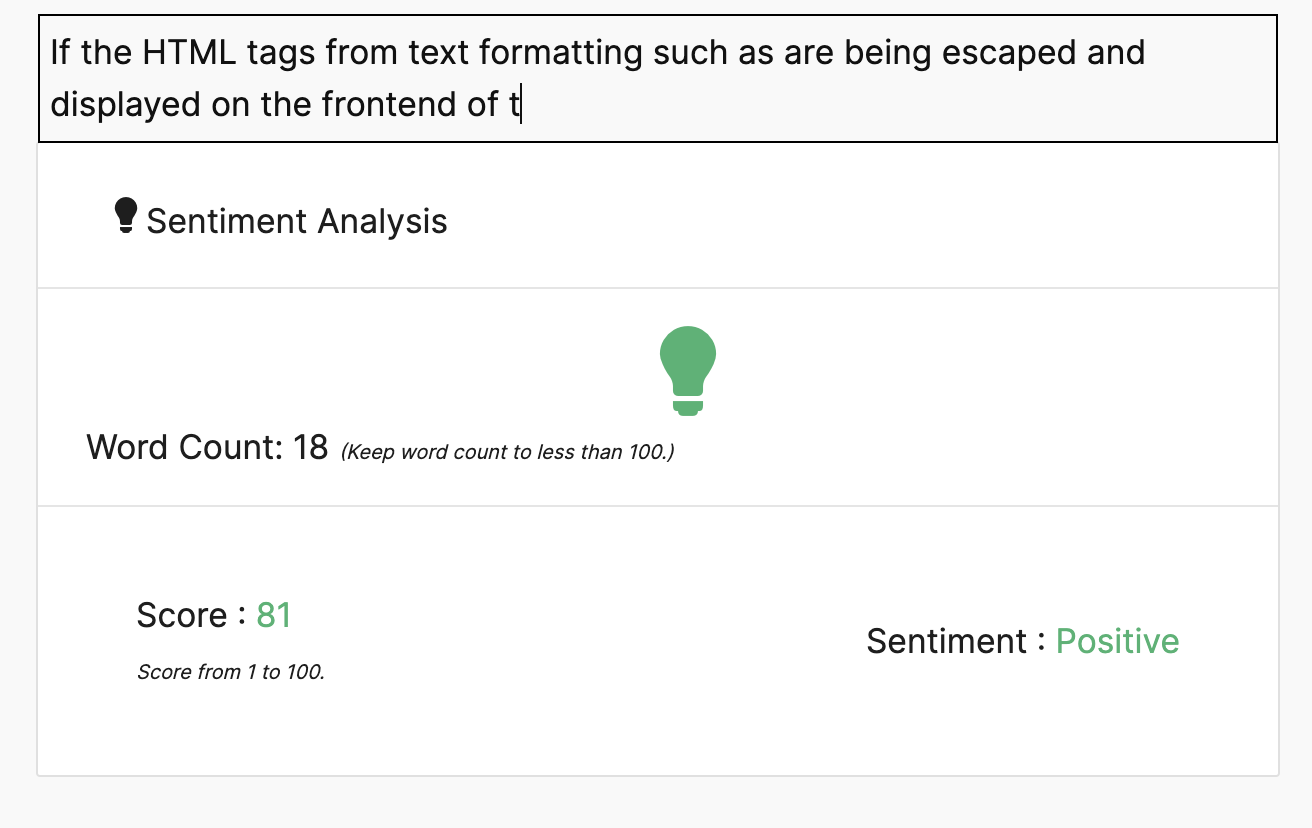 If the HTML tags from text formatting such as are being escaped and
displayed on the frontend of t
Sentiment Analysis
Word Count: 18 (Keep word count to less than 100.)
Score : 81
Score from 1 to 100.
Sentiment : Positive